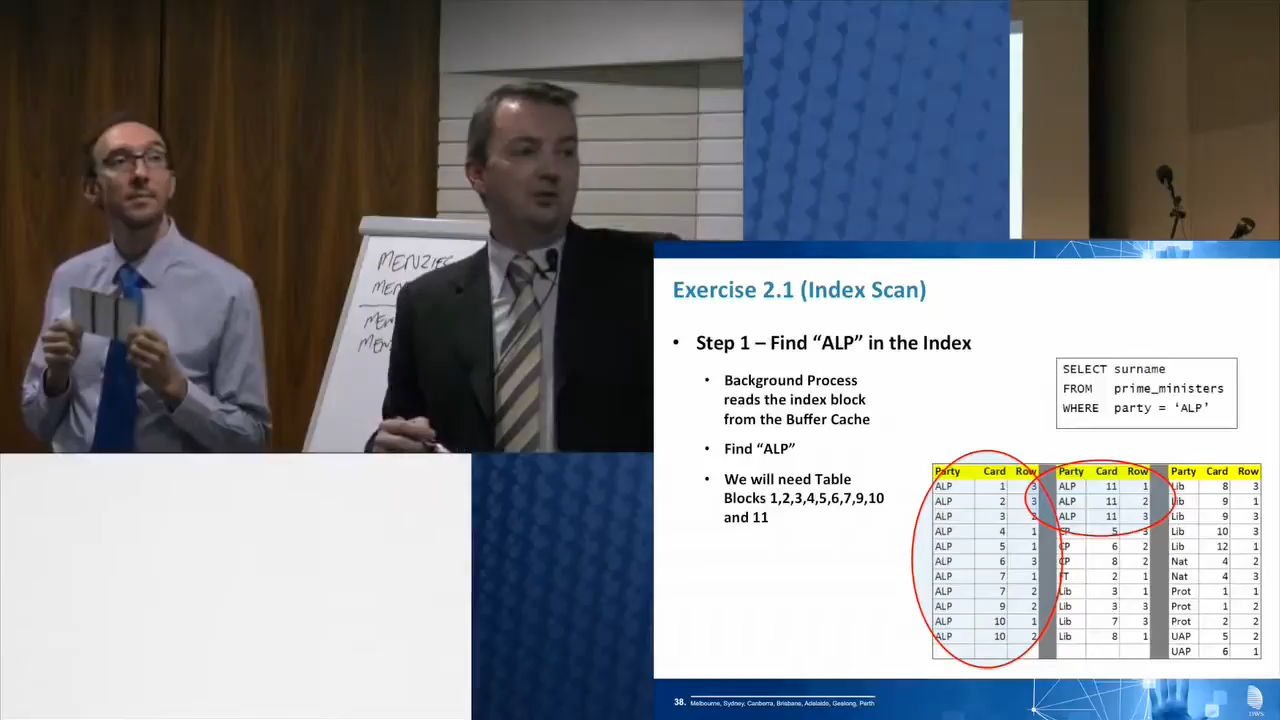 MENZIES
Exercise 2.1 (Index Scan)
• Step 1 – Find “ALP” in the Index
• Background Process
reads the index block
from the Buffer Cache
• Find “ALP”
• We will need Table
Blocks 1,2,3,4,5,6,7,9,10
and 11
SELECT surname
FROM prime_ministers
WHERE party = ‘ALP’
Party Card Row Party Card Row Party Card Row
ALP 1 3 ALP 11 1 Lib 8 3
ALP 2 3 ALP 11 2 Lib 9 1
ALP 3 2 ALP 11 3 Lib 9 3
ALP 4 1 CP 5 3 Lib 10 3
ALP 5 1 CP 6 2 Lib 12 1
ALP 6 3 CP 8 2 Nat 4 2
ALP 7 1 FT 2 1 Nat 4 3
ALP 7 2 Lib 3 1 Prot 1 1
ALP 9 2 Lib 3 3 Prot 1 2
ALP 10 1 Lib 7 3 Prot 2 2
ALP 10 2 Lib 8 1 UAP 5 2
UAP 6 1
38. Melbourne, Sydney, Canberra, Brisbane, Adelaide, Geelong, Perth
DWS